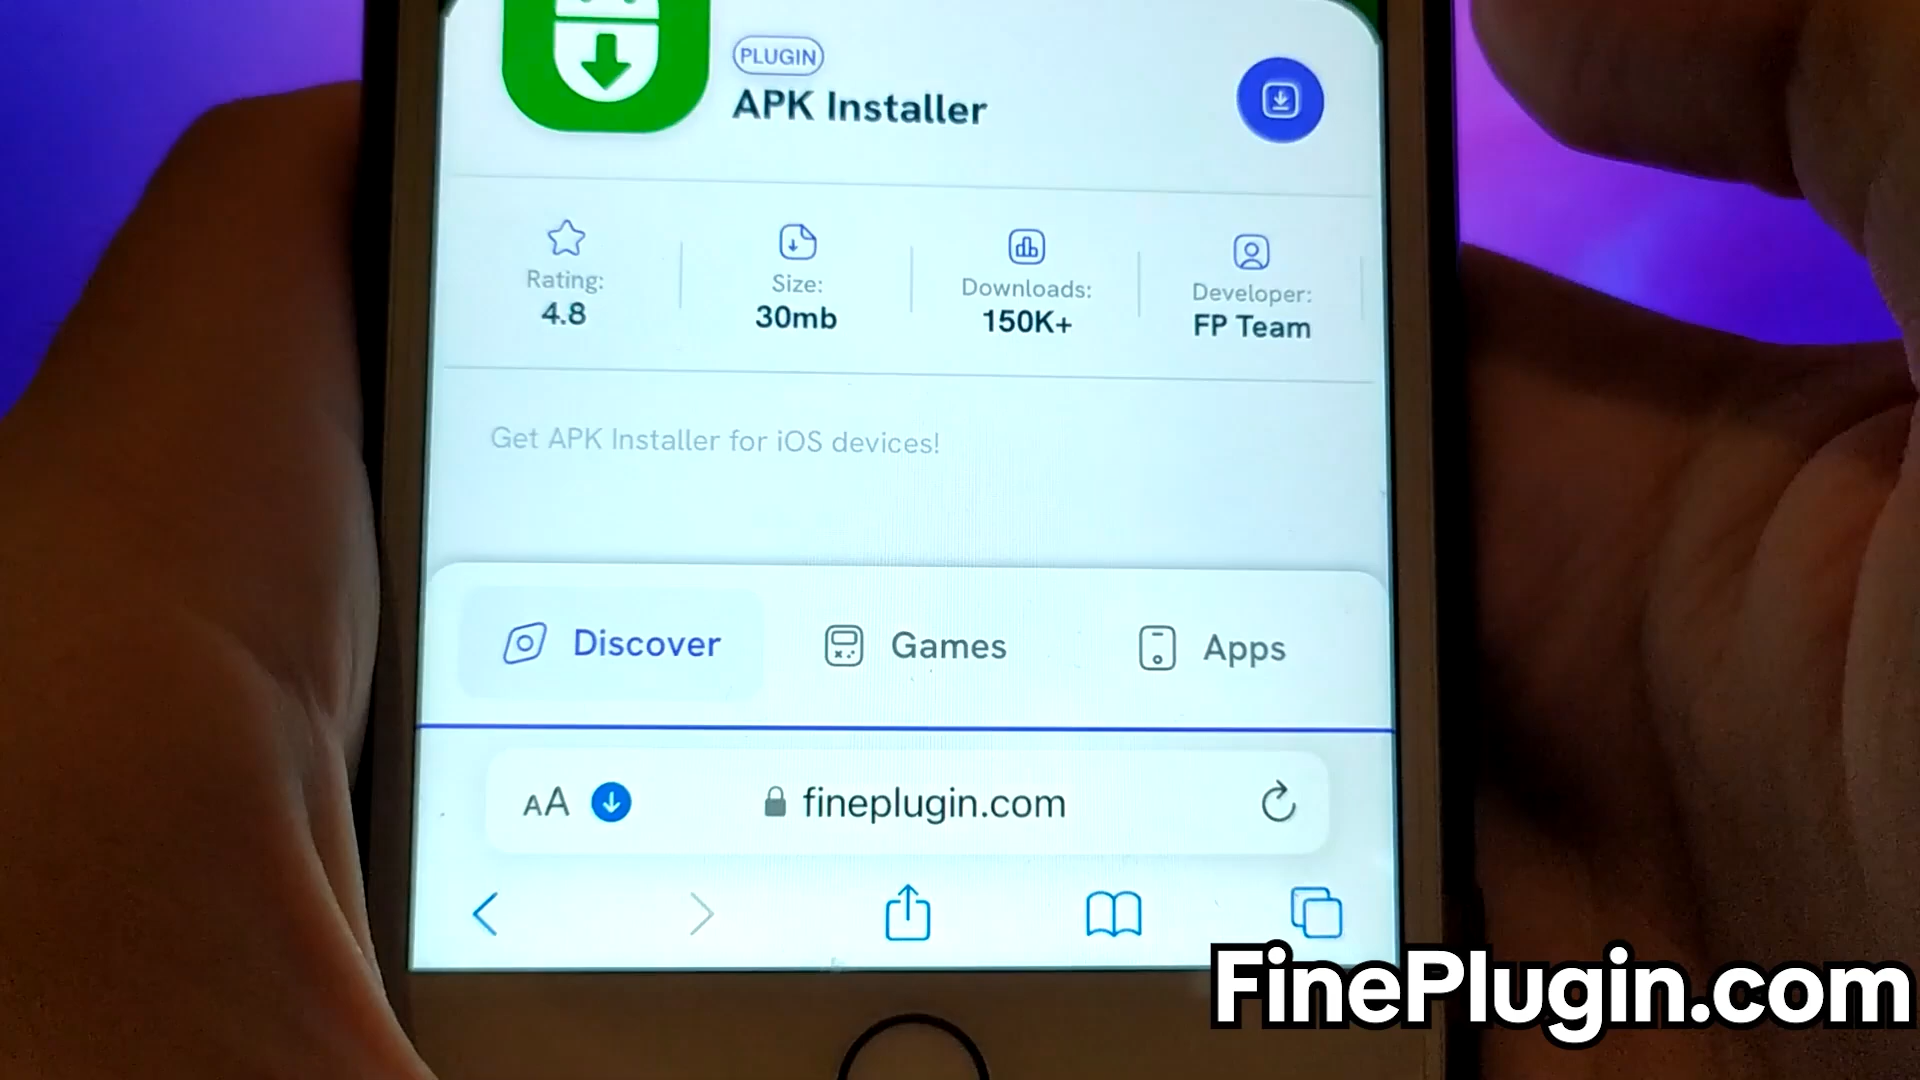 PLUGIN
APK Installer
Rating:
4.8
Size:
30mb
Downloads:
150K+
Developer:
FP Team
Get APK Installer for iOS devices!
Discover
Games
Apps
AA
fineplugin.com
FinePlugin.com